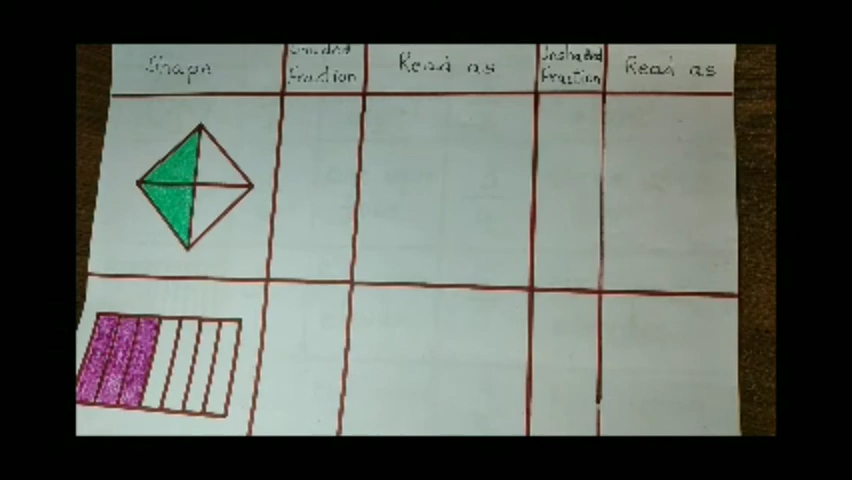 Shape
Shaded
Fraction
Read as
Unshaded
Fraction
Read as